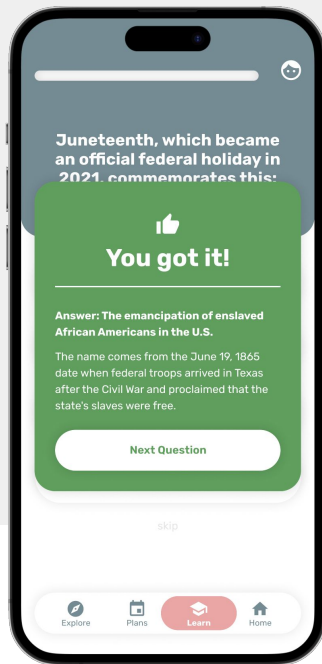 Juneteenth, which became
an official federal holiday in
2021, commemorates this:
You got it!
Answer: The emancipation of enslaved
African Americans in the U.S.
The name comes from the June 19, 1865
date when federal troops arrived in Texas
after the Civil War and proclaimed that the
state's slaves were free.
Next Question
skip
Explore
Plans
Learn
Home